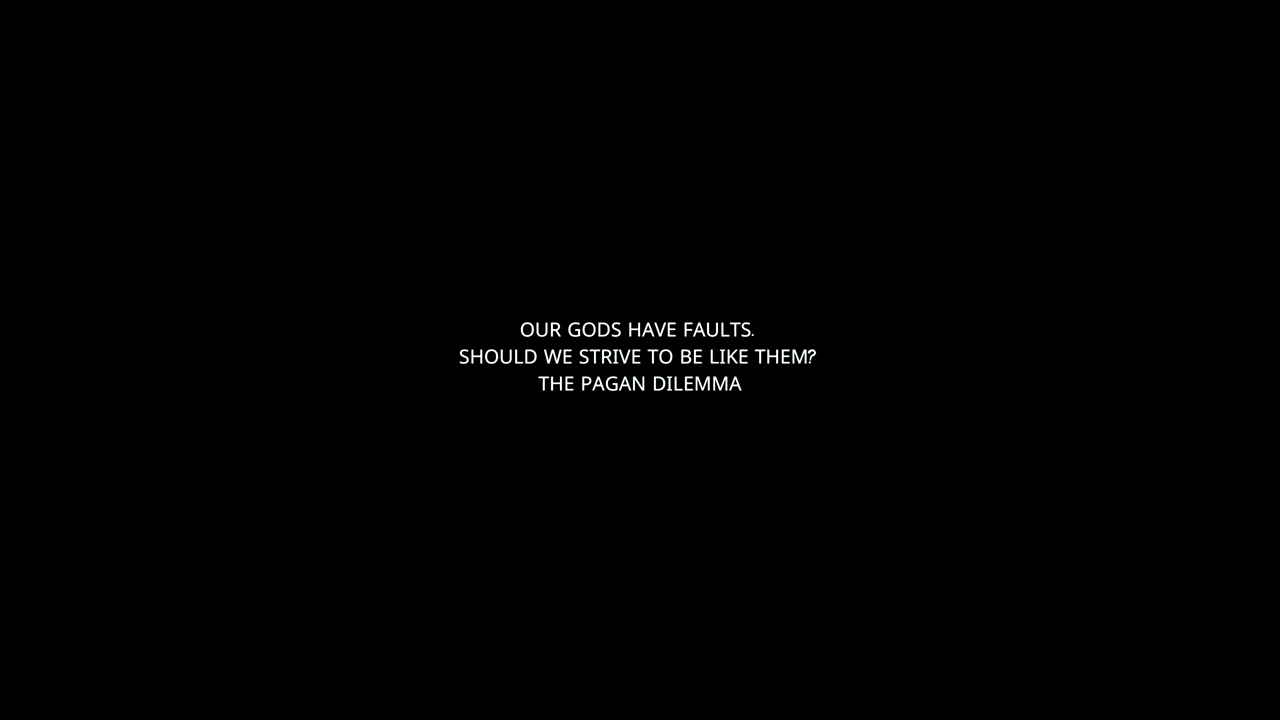 OUR GODS HAVE FAULTS.
SHOULD WE STRIVE TO BE LIKE THEM?
THE PAGAN DILEMMA